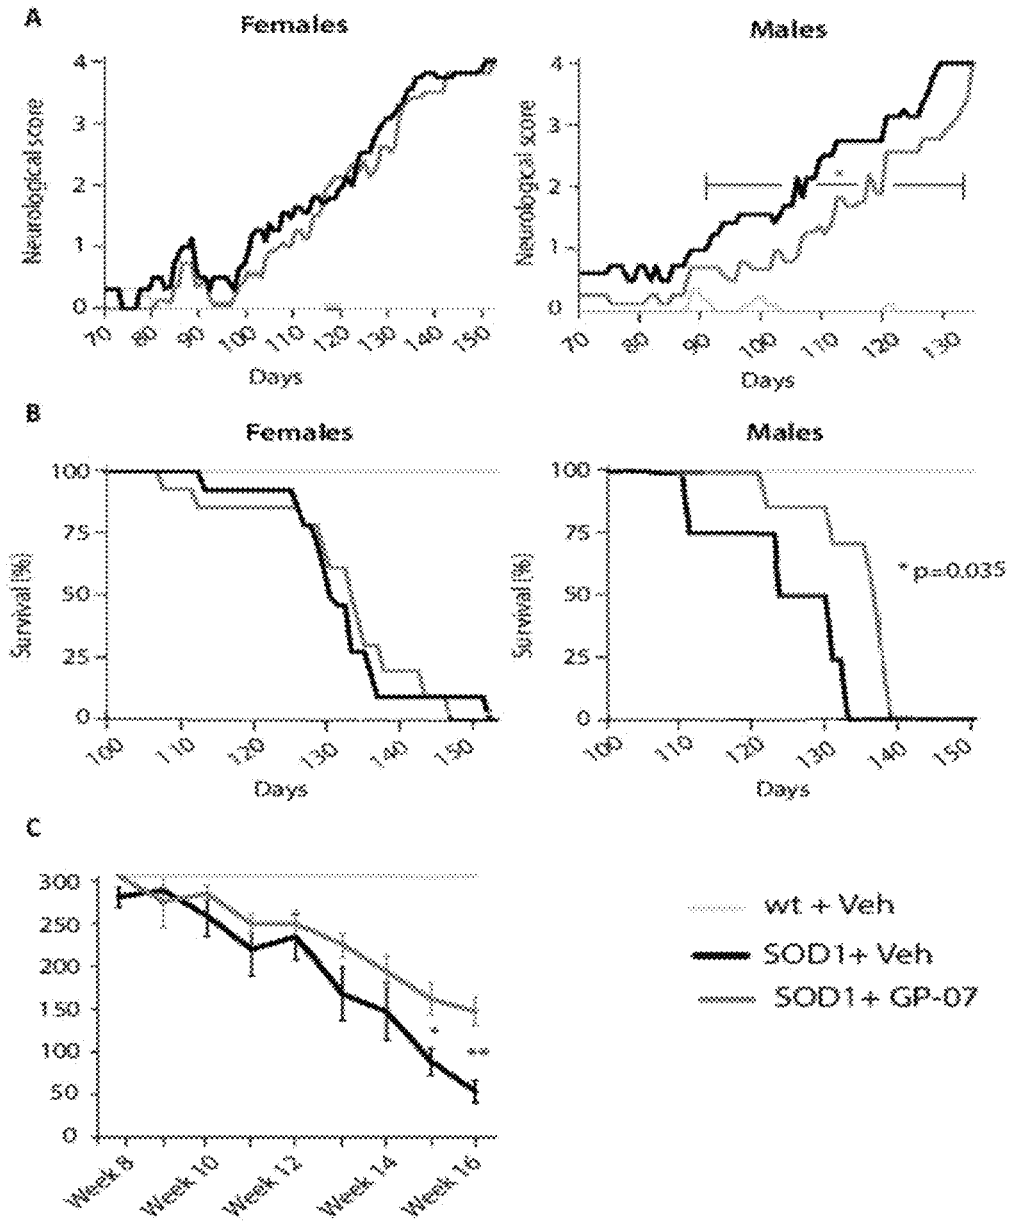 A
Females
Males
Neurological score
4
3
2
1
0
70 80 90 100 110 120 130 140 150
Days
Neurological score
4
3
2
1
0
*
70 80 90 100 110 120 130
Days
B
Females
Males
Survival (%)
100
75
50
25
0
100 110 120 130 140 150
Days
Survival (%)
100
75
50
25
0
* p=0.035
100 110 120 130 140 150
Days
C
300
250
200
150
100
50
0
*
**
Week 8 Week 10 Week 12 Week 14 Week 16
wt + Veh
SOD1+ Veh
SOD1+ GP-07